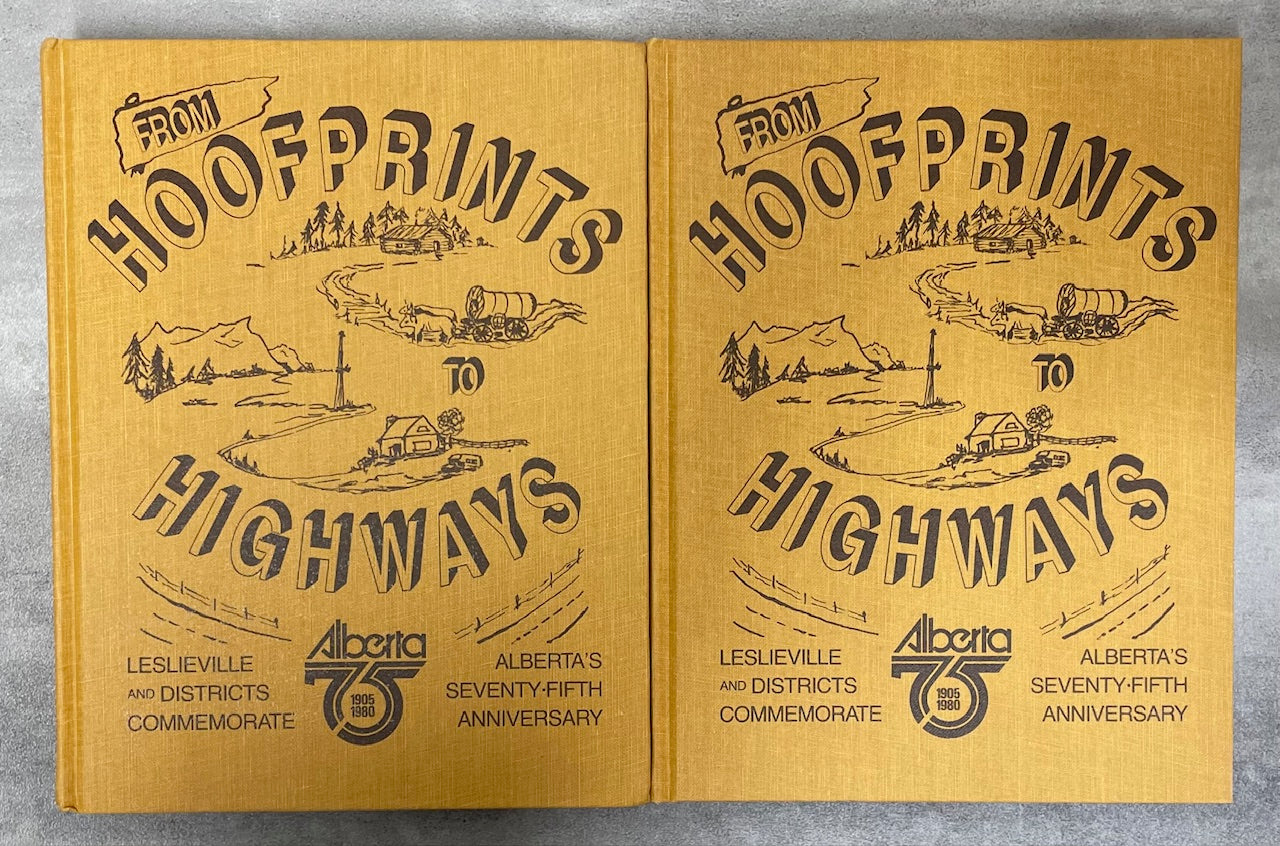 FROM
HOOFPRINTS
TO
HIGHWAYS
LESLIEVILLE
AND DISTRICTS
COMMEMORATE
Alberta
75
1905
1980
ALBERTA'S
SEVENTY·FIFTH
ANNIVERSARY
FROM
HOOFPRINTS
TO
HIGHWAYS
LESLIEVILLE
AND DISTRICTS
COMMEMORATE
Alberta
75
1905
1980
ALBERTA'S
SEVENTY·FIFTH
ANNIVERSARY